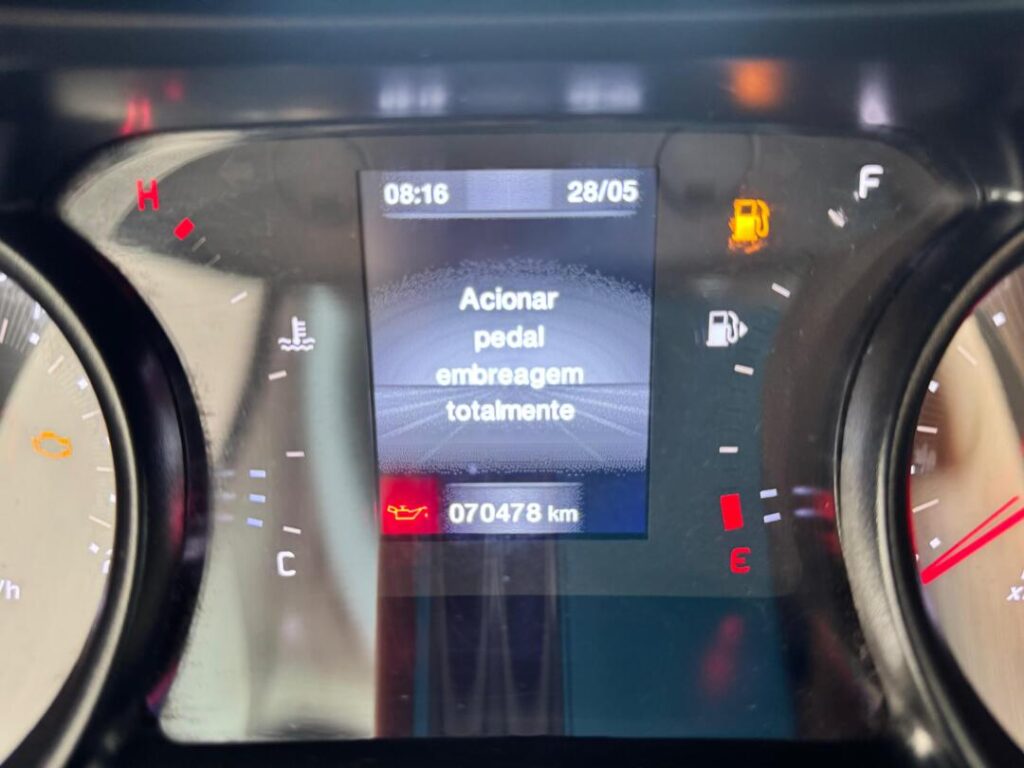 08:16 28/05
H
F
Acionar
pedal
embreagem
totalmente
070478 km
E
C
/h